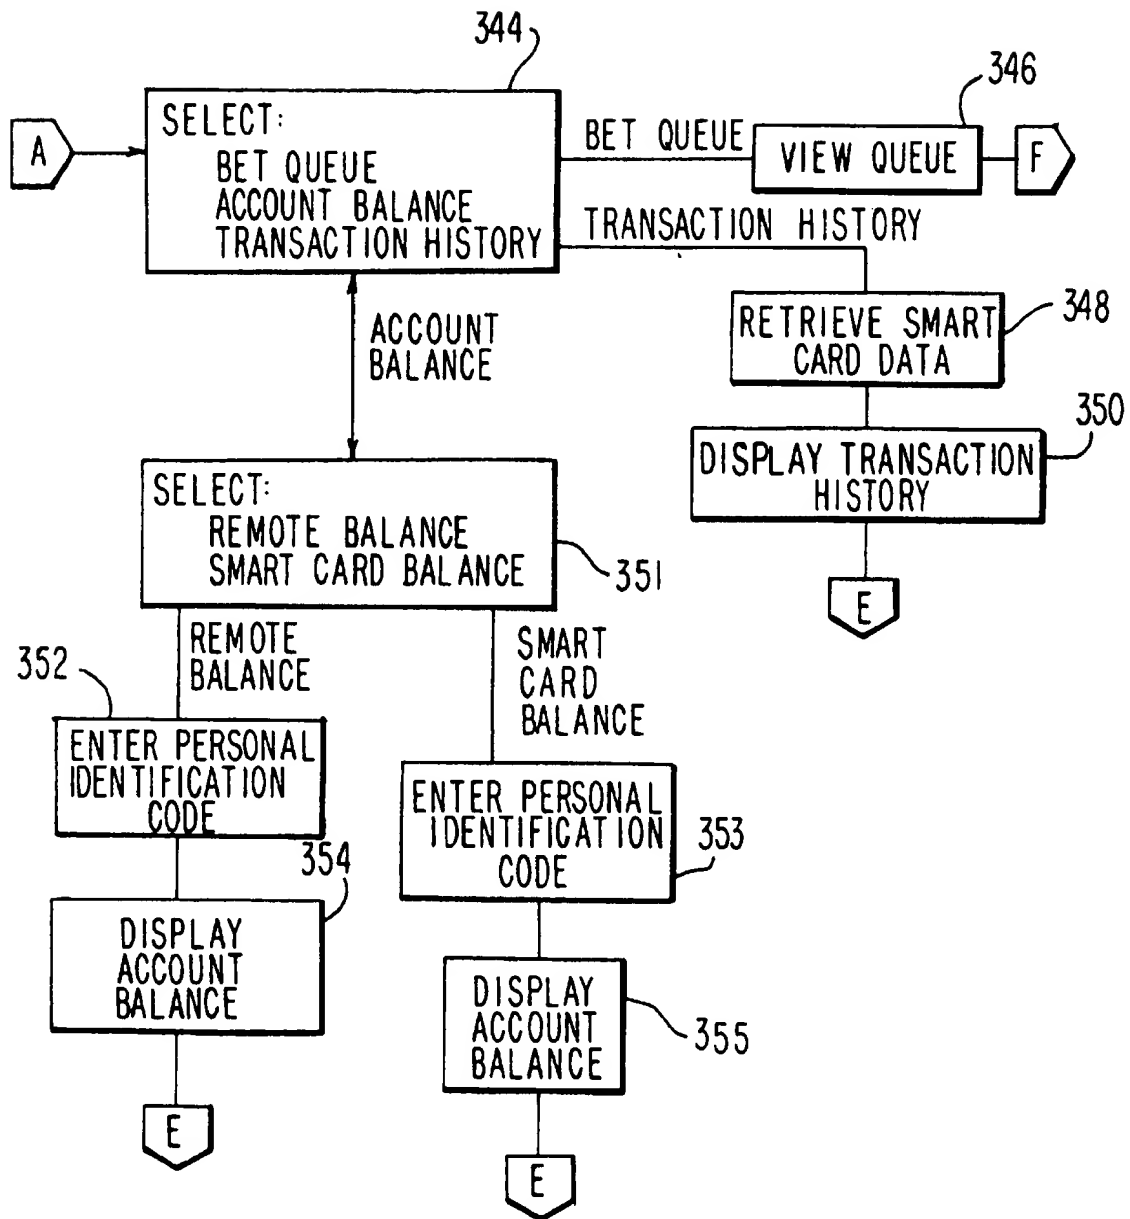 344
346
A
SELECT:
BET QUEUE
ACCOUNT BALANCE
TRANSACTION HISTORY
BET QUEUE
VIEW QUEUE
F
TRANSACTION HISTORY
RETRIEVE SMART
CARD DATA
348
ACCOUNT
BALANCE
350
DISPLAY TRANSACTION
HISTORY
E
SELECT:
REMOTE BALANCE
SMART CARD BALANCE
351
REMOTE
BALANCE
SMART
CARD
BALANCE
352
ENTER PERSONAL
IDENTIFICATION
CODE
ENTER PERSONAL
IDENTIFICATION
CODE
353
354
DISPLAY
ACCOUNT
BALANCE
DISPLAY
ACCOUNT
BALANCE
355
E
E